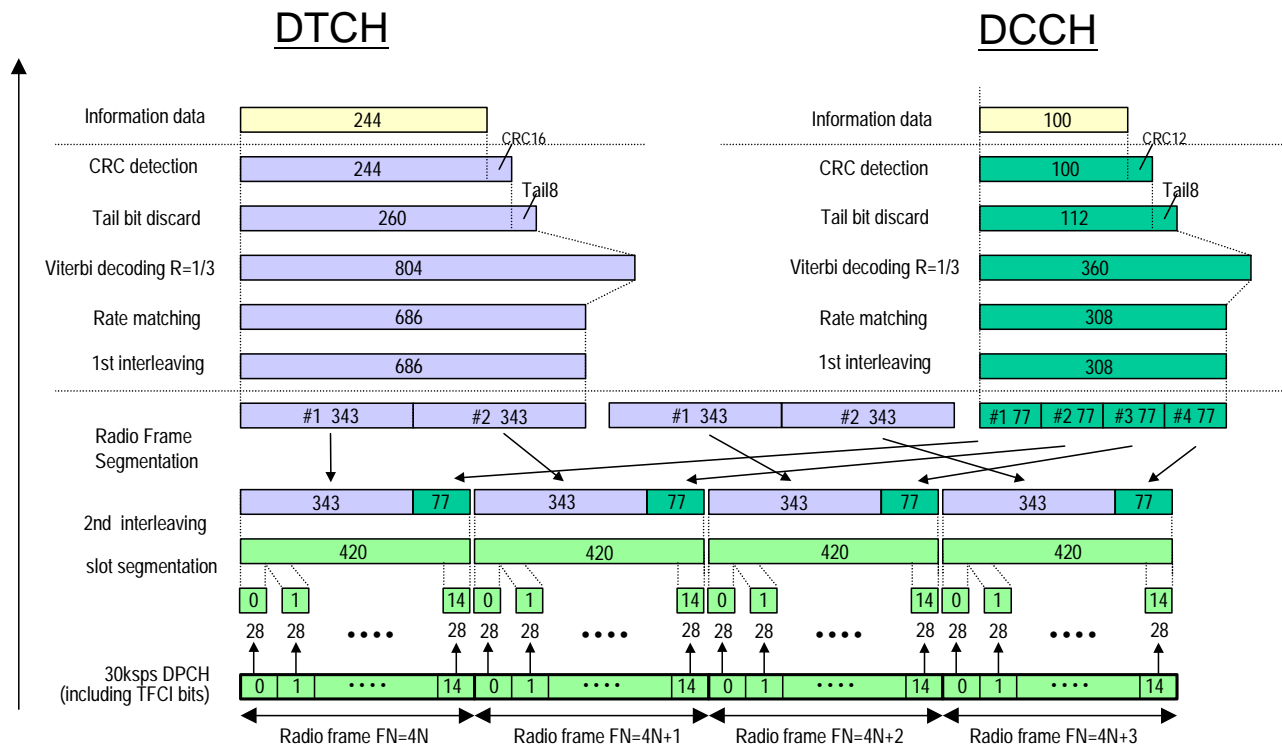 DTCH DCCH
Information data 244 Information data 100
CRC16 CRC12
CRC detection 244 CRC detection 100
Tail8 Tail8
Tail bit discard 260 Tail bit discard 112
Viterbi decoding R=1/3 804 Viterbi decoding R=1/3 360
Rate matching 686 Rate matching 308
1st interleaving 686 1st interleaving 308
#1 343 #2 343 #1 343 #2 343 #1 77 #2 77 #3 77 #4 77
Radio Frame
Segmentation
343 77 343 77 343 77 343 77
2nd interleaving
420 420 420 420
slot segmentation
0 1 14 0 1 14 0 1 14 0 1 14
28 28 •••• 28 28 28 •••• 28 28 28 •••• 28 28 28 •••• 28
30ksps DPCH
(including TFCI bits)
0 1 •••• 14 0 1 •••• 14 0 1 •••• 14 0 1 •••• 14
Radio frame FN=4N Radio frame FN=4N+1 Radio frame FN=4N+2 Radio frame FN=4N+3